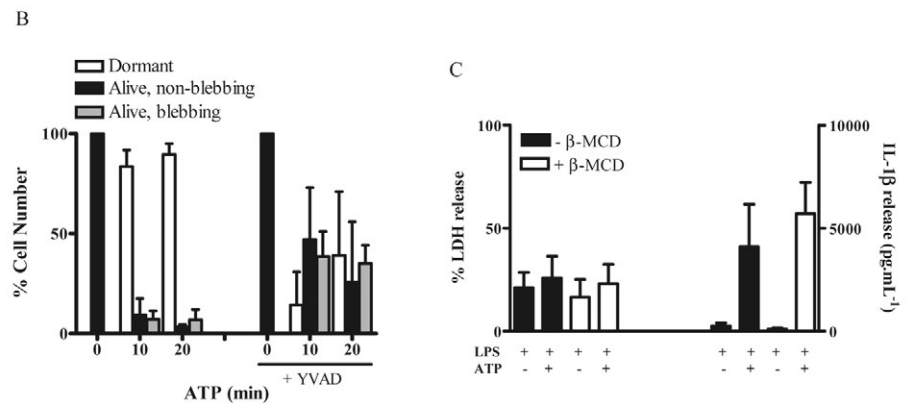 B
Dormant
Alive, non-blebbing
Alive, blebbing
100
50
0
% Cell Number
0 10 20 0 10 20
+ YVAD
ATP (min)
C
- β-MCD
+ β-MCD
100
50
0
% LDH release
10000
5000
0
IL-1β release (pg.mL-1)
LPS + + + + + + + +
ATP - + - + - + - +